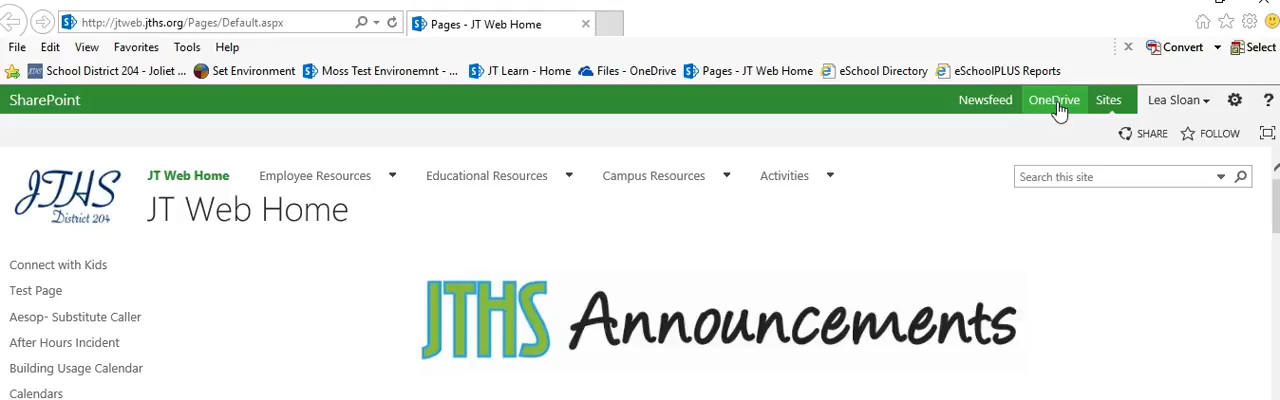 http://jtweb.jths.org/Pages/Default.aspx
Pages - JT Web Home
File Edit View Favorites Tools Help
Convert Select
School District 204 - Joliet ... Set Environment Moss Test Environemnt - ... JT Learn - Home Files - OneDrive Pages - JT Web Home eSchool Directory eSchoolPLUS Reports
SharePoint Newsfeed OneDrive Sites Lea Sloan ?
SHARE FOLLOW
JTHS
District 204
JT Web Home Employee Resources Educational Resources Campus Resources Activities
Search this site
JT Web Home
Connect with Kids
Test Page
Aesop- Substitute Caller
After Hours Incident
Building Usage Calendar
Calendars
JTHS Announcements